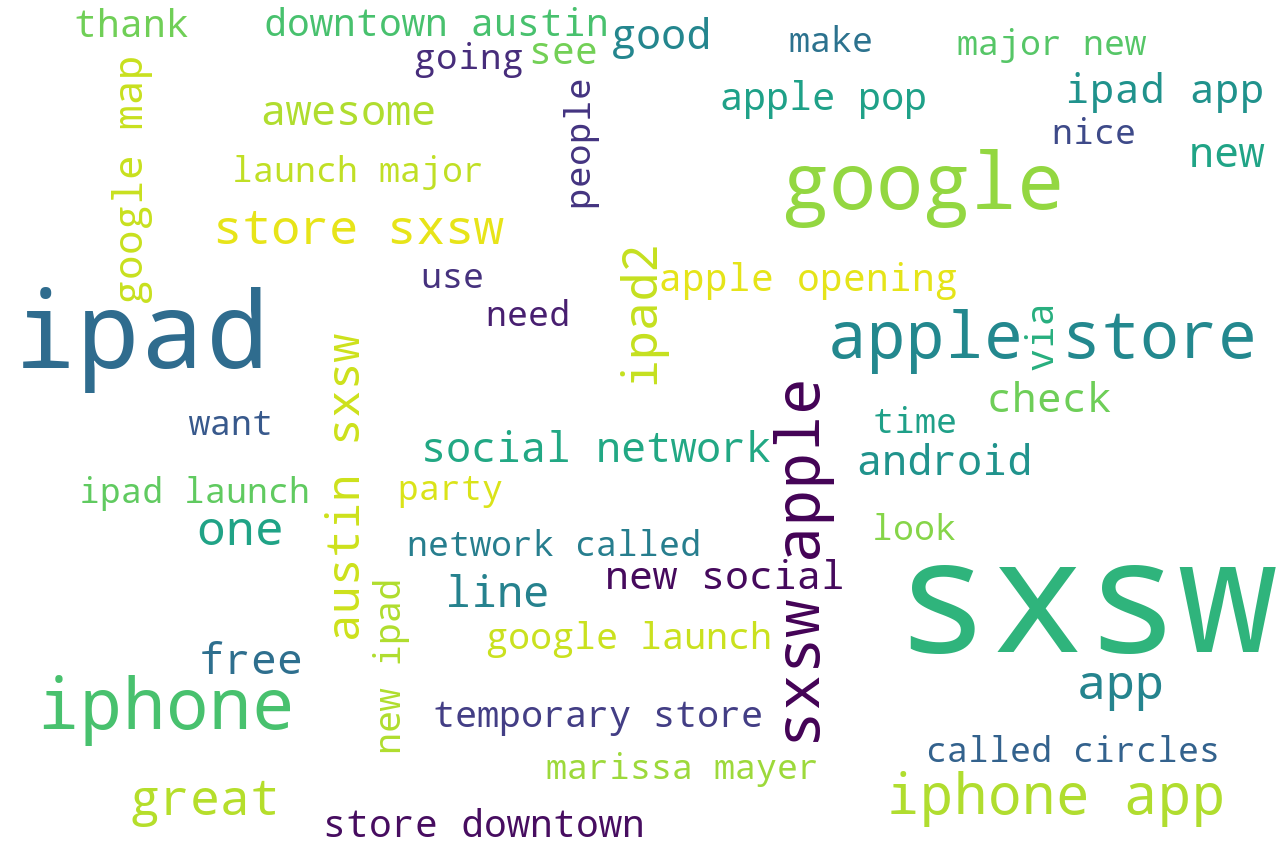 thank
downtown austin
good
make
major new
going
see
google map
awesome
people
apple pop
ipad app
nice
new
launch major
google
store sxsw
use
need
ipad2
apple opening
ipad
apple store
via
want
austin sxsw
social network
sxsw apple
time
check
android
ipad launch
party
one
network called
look
line
new social
sxsw
new ipad
google launch
free
iphone
app
temporary store
called circles
marissa mayer
iphone app
great
store downtown